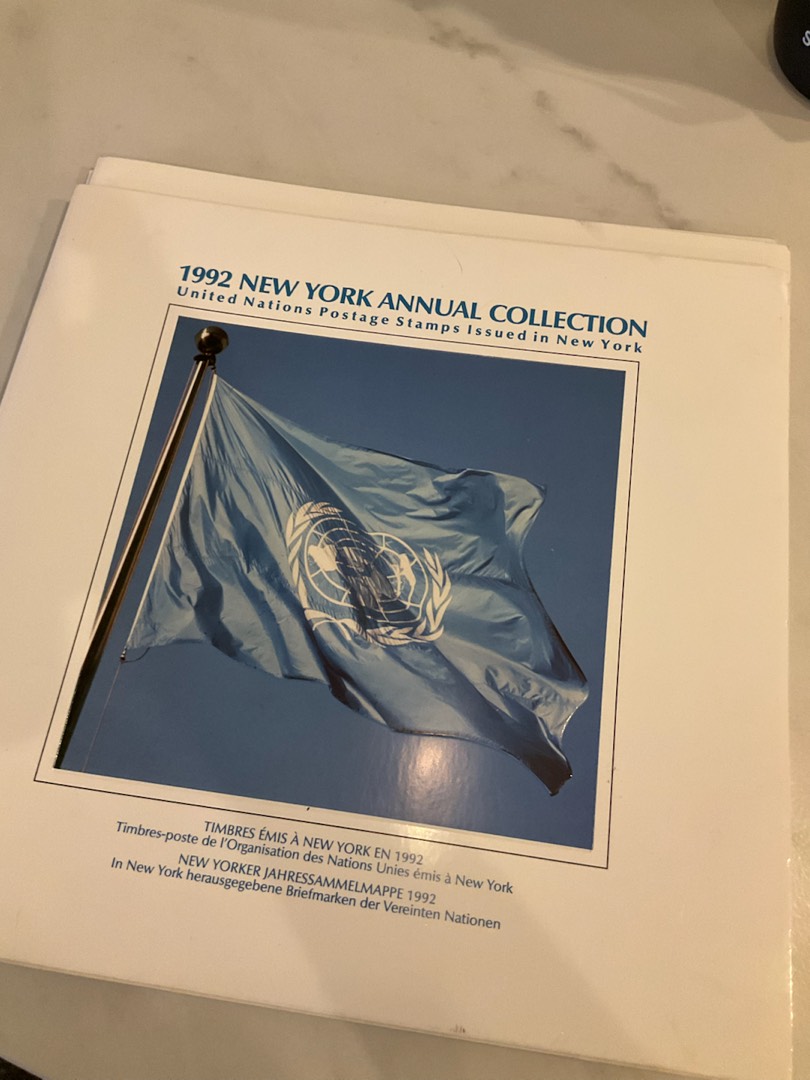 1992 NEW YORK ANNUAL COLLECTION
United Nations Postage Stamps Issued in New York
TIMBRES ÉMIS À NEW YORK EN 1992
Timbres-poste de l'Organisation des Nations Unies émis à New York
NEW YORKER JAHRESSAMMELMAPPE 1992
In New York herausgegebene Briefmarken der Vereinten Nationen